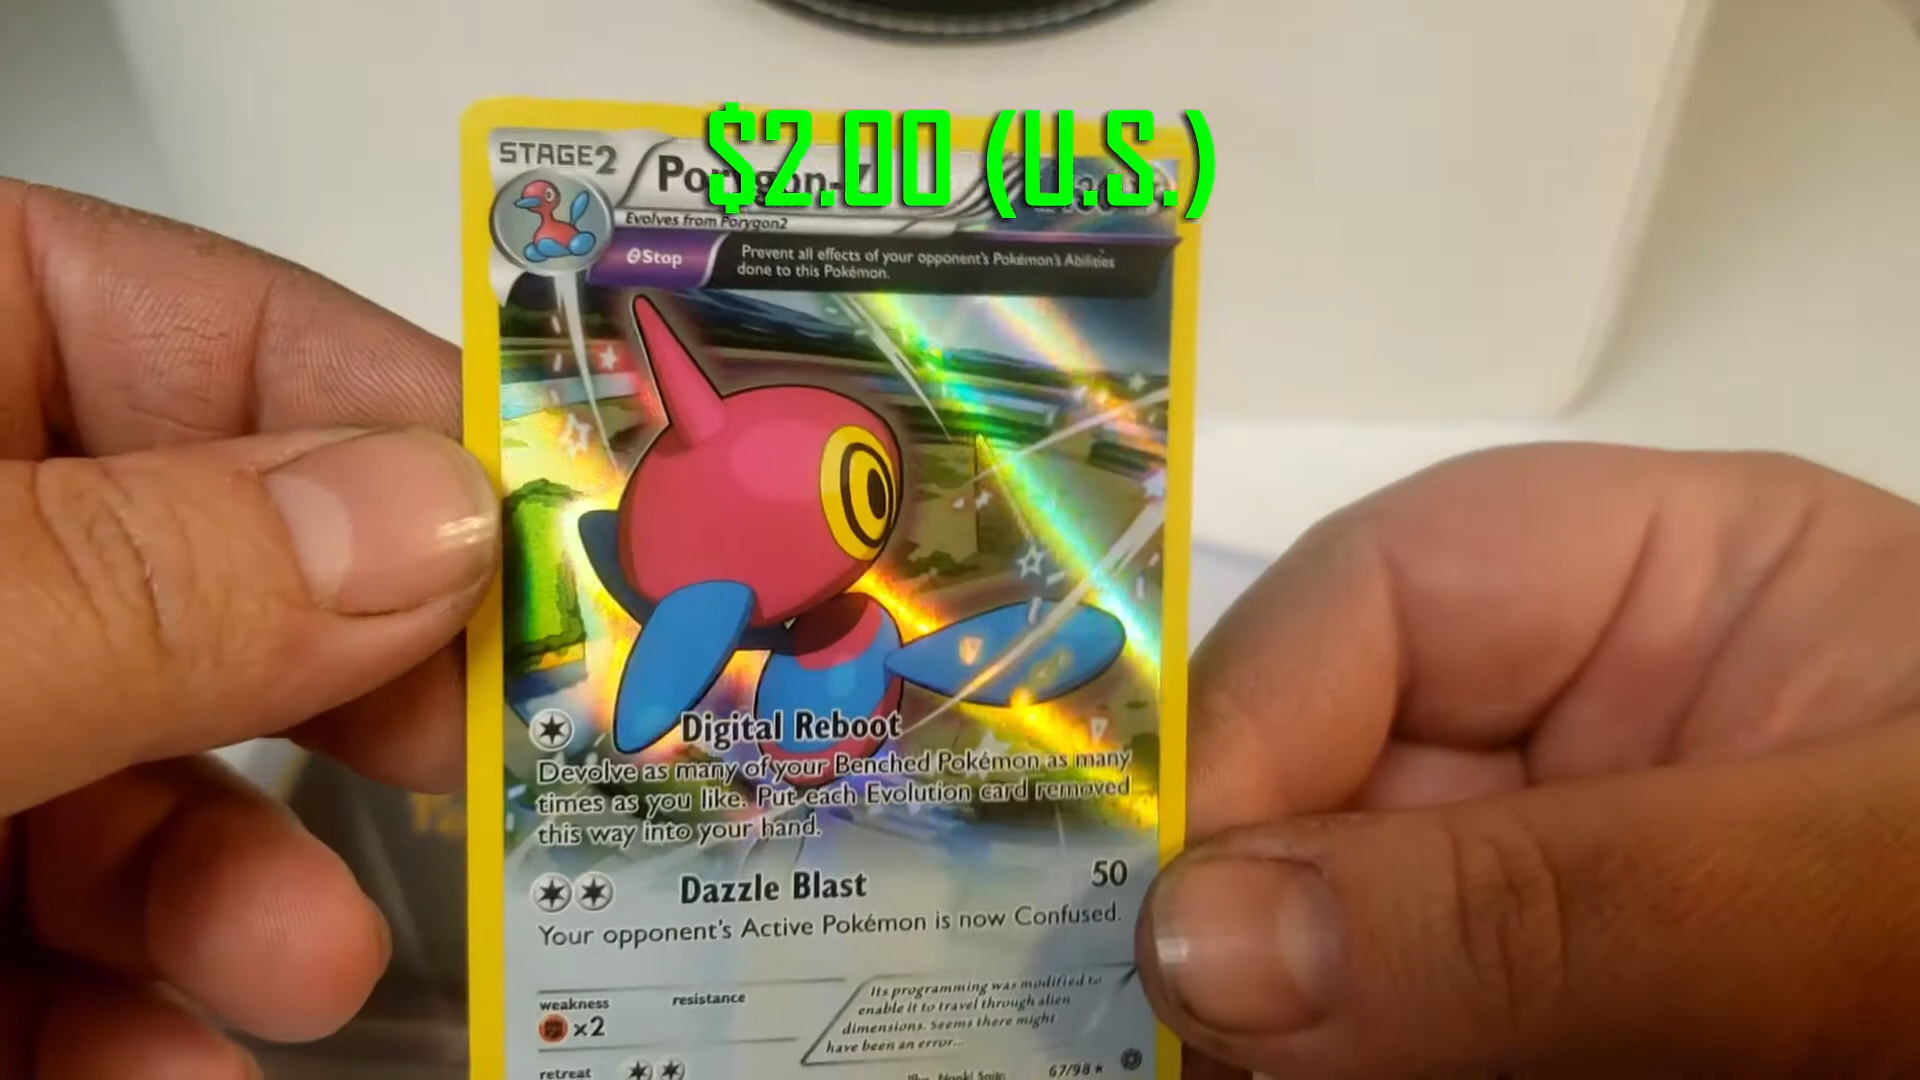 $2.00 (U.S.)
STAGE2
Evolves from Porygon2
θStop
Prevent all effects of your opponent's Pokémon's Abilities
done to this Pokémon.
Digital Reboot
Devolve as many of your Benched Pokémon as many
times as you like. Put each Evolution card removed
this way into your hand.
Dazzle Blast 50
Your opponent's Active Pokémon is now Confused.
weakness resistance
×2
Its programming was modified to
enable it to travel through alien
dimensions. Seems there might
have been an error...
retreat
67/98 ★